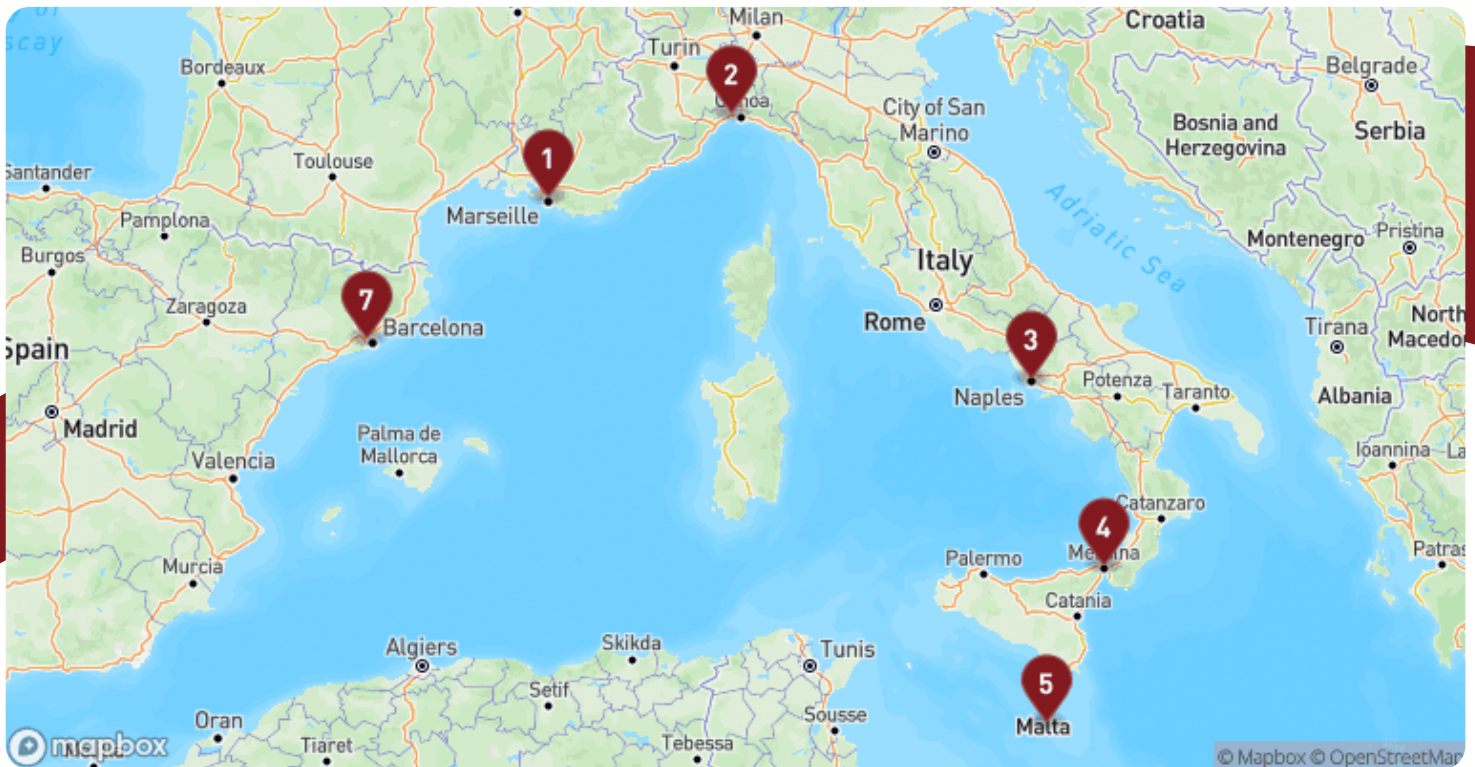 Milan
Croatia
Turin
2
Bordeaux
Belgrade
City of San
Marino
Bosnia and
Herzegovina
Serbia
1
Toulouse
Santander
Marseille
Pamplona
Adriatic Sea
Montenegro
Pristina
Burgos
Italy
7
Zaragoza
Barcelona
Rome
North
Tirana
3
Spain
Naples
Potenza
Taranto
Albania
Madrid
Palma de
Mallorca
Valencia
Ioannina
Catanzaro
4
Palermo
Patras
Murcia
Catania
Algiers
Skikda
Tunis
5
Setif
Malta
Oran
Sousse
Tiaret
Tebessa
mapbox
© Mapbox © OpenStreetMap